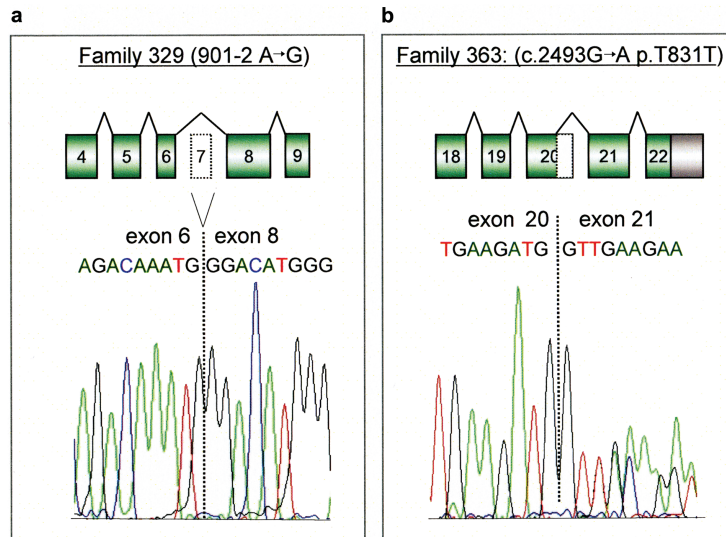 a
Family 329 (901-2 A→G)
4 5 6 7 8 9
exon 6 exon 8
AGACAAATGGGACATGGG
b
Family 363: (c.2493G→A p.T831T)
18 19 20 21 22
exon 20 exon 21
TGAAGATG GTTGAAGAA